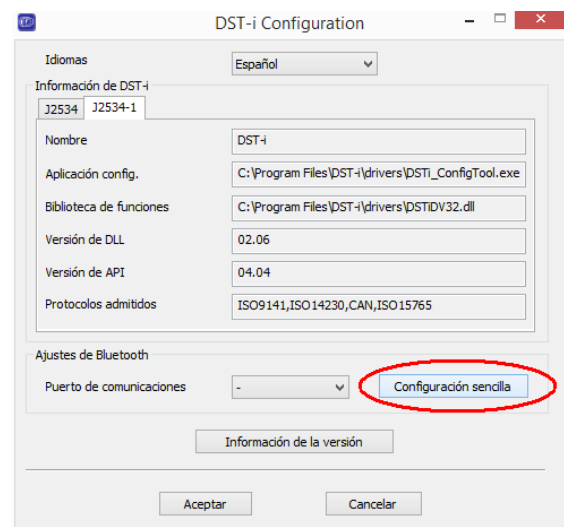 DST-i Configuration
Idiomas Español
Información de DST-i
J2534 J2534-1
Nombre DST-i
Aplicación config. C:\Program Files\DST-i\drivers\DSTi_ConfigTool.exe
Biblioteca de funciones C:\Program Files\DST-i\drivers\DSTiDV32.dll
Versión de DLL 02.06
Versión de API 04.04
Protocolos admitidos ISO9141,ISO14230,CAN,ISO15765
Ajustes de Bluetooth
Puerto de comunicaciones - Configuración sencilla
Información de la versión
Aceptar Cancelar